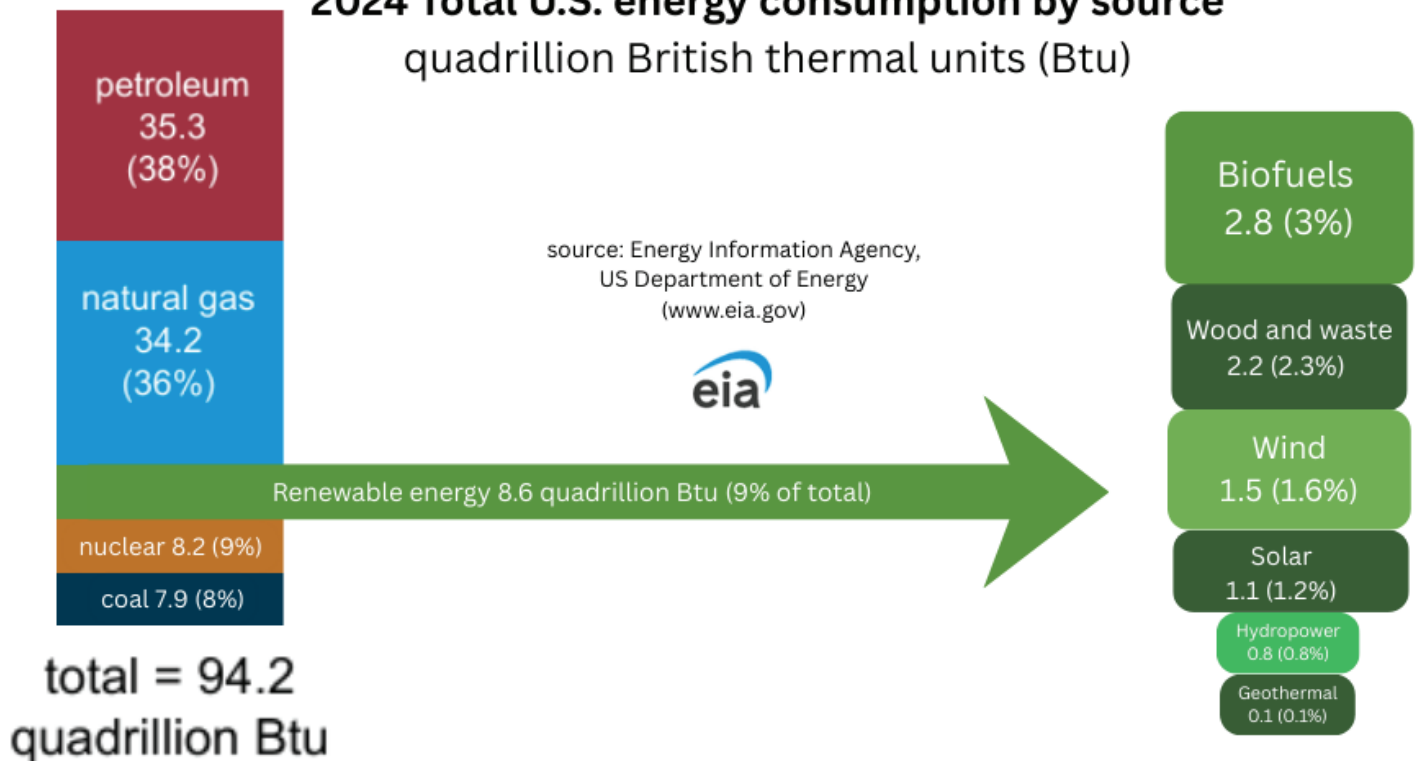 2024 Total U.S. energy consumption by source
quadrillion British thermal units (Btu)
petroleum
35.3
(38%)
natural gas
34.2
(36%)
source: Energy Information Agency,
US Department of Energy
(www.eia.gov)
eia
Renewable energy 8.6 quadrillion Btu (9% of total)
nuclear 8.2 (9%)
coal 7.9 (8%)
total = 94.2
quadrillion Btu
Biofuels
2.8 (3%)
Wood and waste
2.2 (2.3%)
Wind
1.5 (1.6%)
Solar
1.1 (1.2%)
Hydropower
0.8 (0.8%)
Geothermal
0.1 (0.1%)